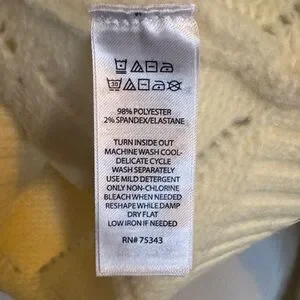 98% POLYESTER
2% SPANDEX/ELASTANE
TURN INSIDE OUT
MACHINE WASH COOL-
DELICATE CYCLE
WASH SEPARATELY
USE MILD DETERGENT
ONLY NON-CHLORINE
BLEACH WHEN NEEDED
RESHAPE WHILE DAMP
DRY FLAT
LOW IRON IF NEEDED
RN# 75343